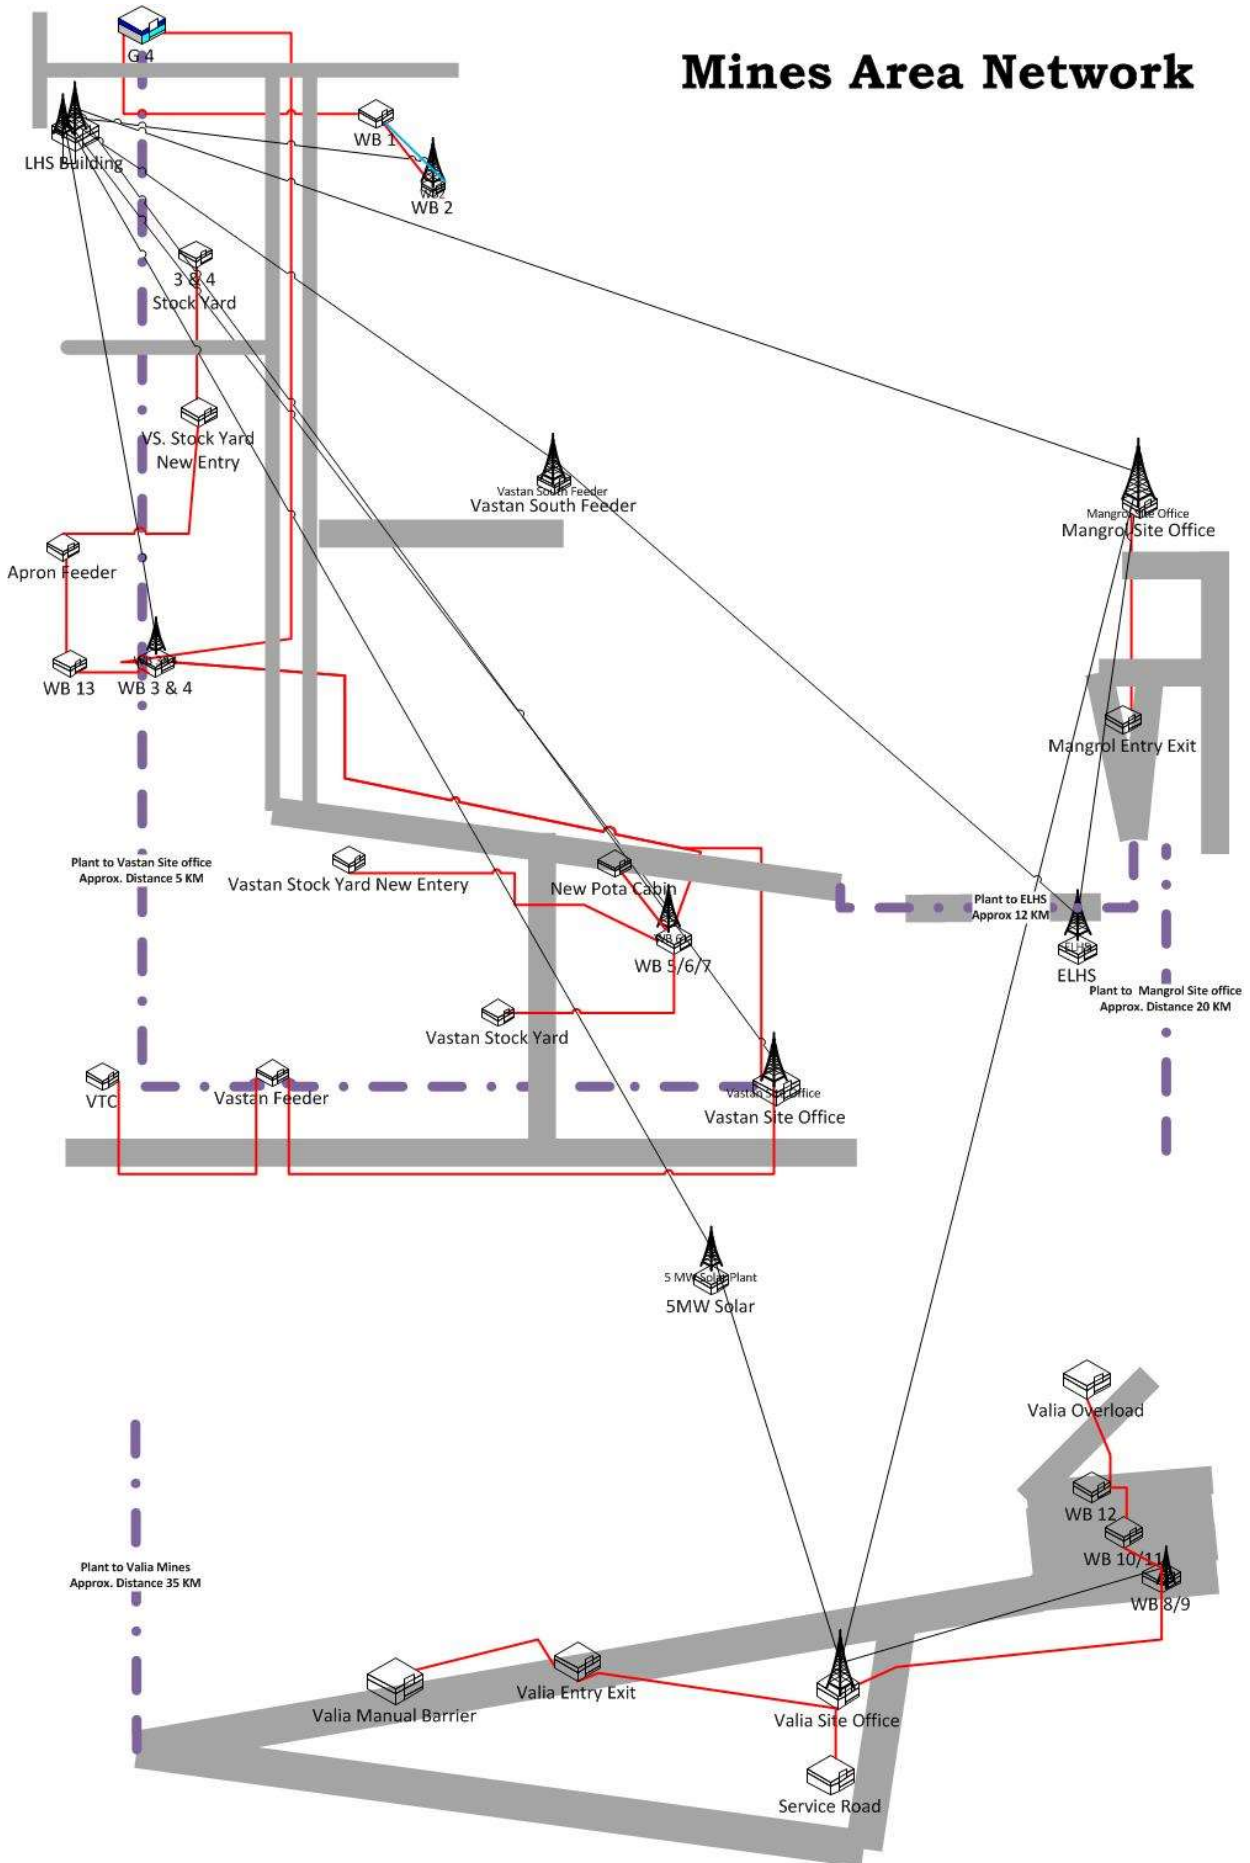 Mines Area Network
G 4
WB 1
LHS Building
WB2
WB 2
3 & 4
Stock Yard
VS. Stock Yard
New Entry
Vastan South Feeder
Vastan South Feeder
Mangrol Site Office
Mangrol Site Office
Apron Feeder
WB 13
WB 3 & 4
Mangrol Entry Exit
Plant to Vastan Site office
Approx. Distance 5 KM
Vastan Stock Yard New Entery
New Pota Cabin
Plant to ELHS
Approx 12 KM
WB 5/6/7
ELHS
ELHS
Plant to Mangrol Site office
Approx. Distance 20 KM
Vastan Stock Yard
VTC
Vastan Feeder
Vastan Site Office
Vastan Site Office
5 MW Solar Plant
5MW Solar
Valia Overload
WB 12
WB 10/11
WB 8/9
Plant to Valia Mines
Approx. Distance 35 KM
Valia Entry Exit
Valia Manual Barrier
Valia Site Office
Service Road